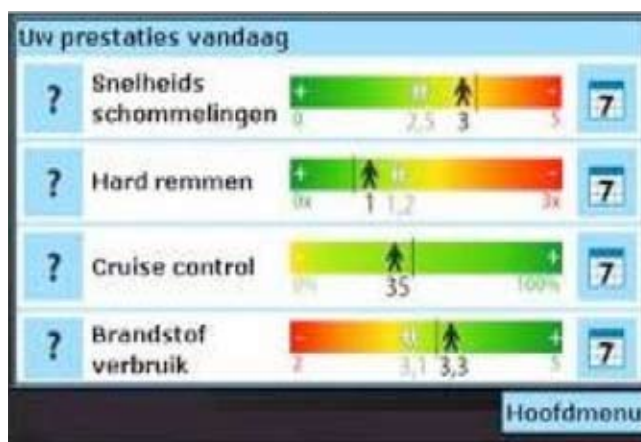 Uw prestaties vandaag
? Snelheids schommelingen + - 0 2,5 3 5 7
? Hard remmen + - 0x 1 1,2 3x 7
? Cruise control - + 0% 35 100% 7
? Brandstof verbruik - + 2 3,1 3,3 5 7
Hoofdmenu